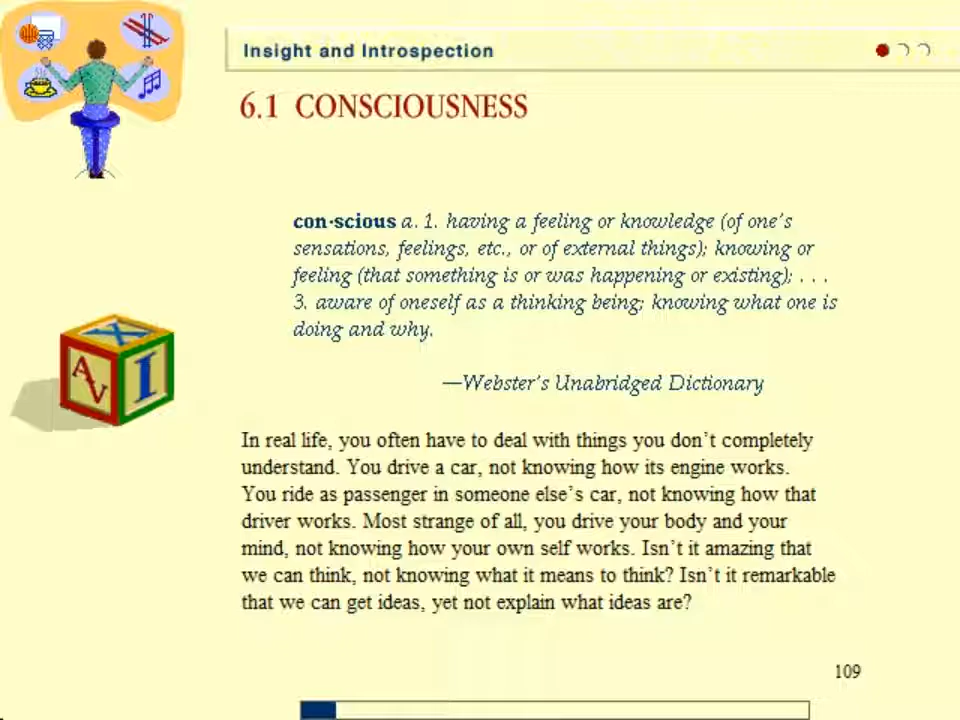 Insight and Introspection
6.1 CONSCIOUSNESS
con·scious a. 1. having a feeling or knowledge (of one's
sensations, feelings, etc., or of external things); knowing or
feeling (that something is or was happening or existing); . . .
3. aware of oneself as a thinking being; knowing what one is
doing and why.
—Webster's Unabridged Dictionary
X
A
V
I
In real life, you often have to deal with things you don't completely
understand. You drive a car, not knowing how its engine works.
You ride as passenger in someone else's car, not knowing how that
driver works. Most strange of all, you drive your body and your
mind, not knowing how your own self works. Isn't it amazing that
we can think, not knowing what it means to think? Isn't it remarkable
that we can get ideas, yet not explain what ideas are?
109